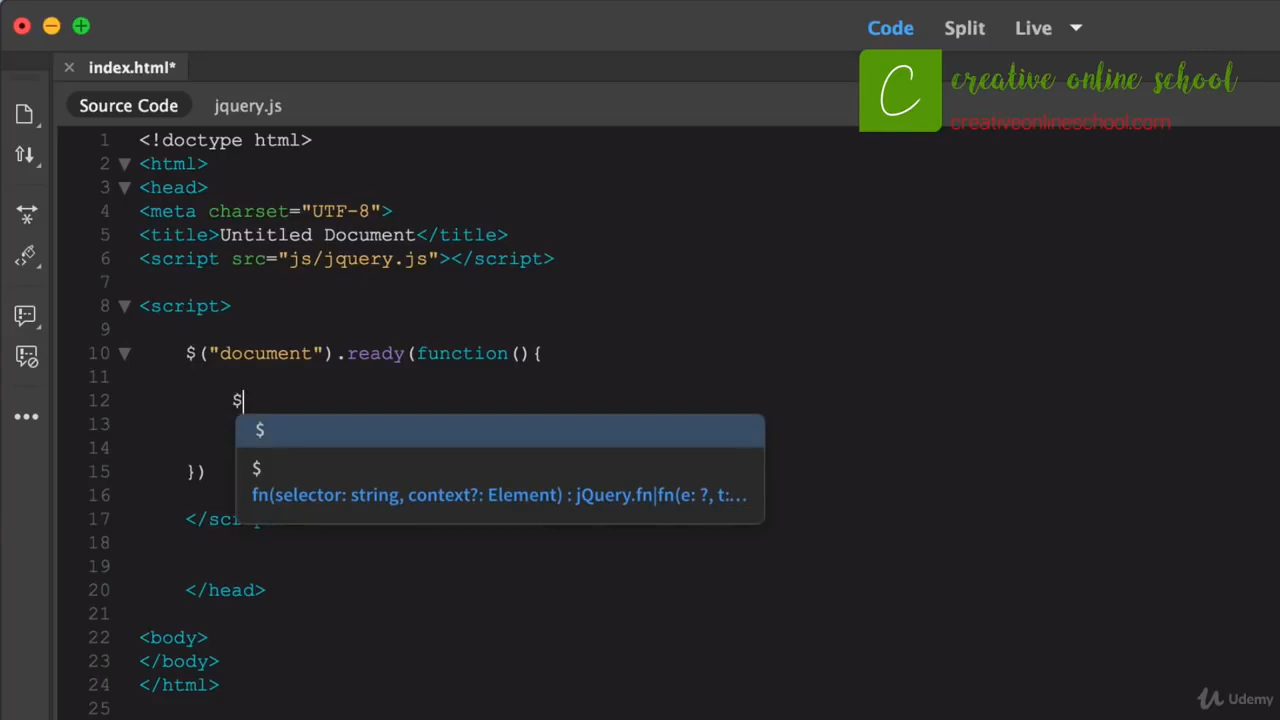 Code Split Live
index.html*
creative online school
creativeonlineschool.com
Source Code jquery.js
1 <!doctype html>
2 <html>
3 <head>
4 <meta charset="UTF-8">
5 <title>Untitled Document</title>
6 <script src="js/jquery.js"></script>
7
8 <script>
9
10 $("document").ready(function(){
11
12 $
13 $
14 $
15 })
fn(selector: string, context?: Element) : jQuery.fn|fn(e: ?, t:…
16
17 </scr
18
19
20 </head>
21
22 <body>
23 </body>
24 </html>
25
Udemy